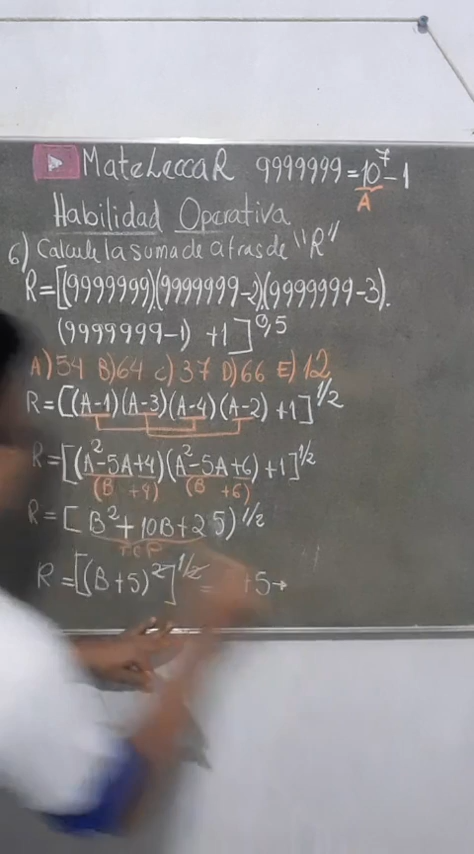 MateLeccaR 9999999=10⁷-1
A
Habilidad Operativa
6) Calcule la suma de cifras de "R"
R=[(9999999)(9999999-2)(9999999-3).
(9999999-1) +1]^0,5
A)54 B)64 C)37 D)66 E)12
R=[(A-1)(A-3)(A-4)(A-2)+1]^1/2
R=[(A²-5A+4)(A²-5A+6)+1]^1/2
(B +4) (B +6)
R=[B²+10B+25)^1/2
TCP
R=[(B+5)²]^1/2= +5→